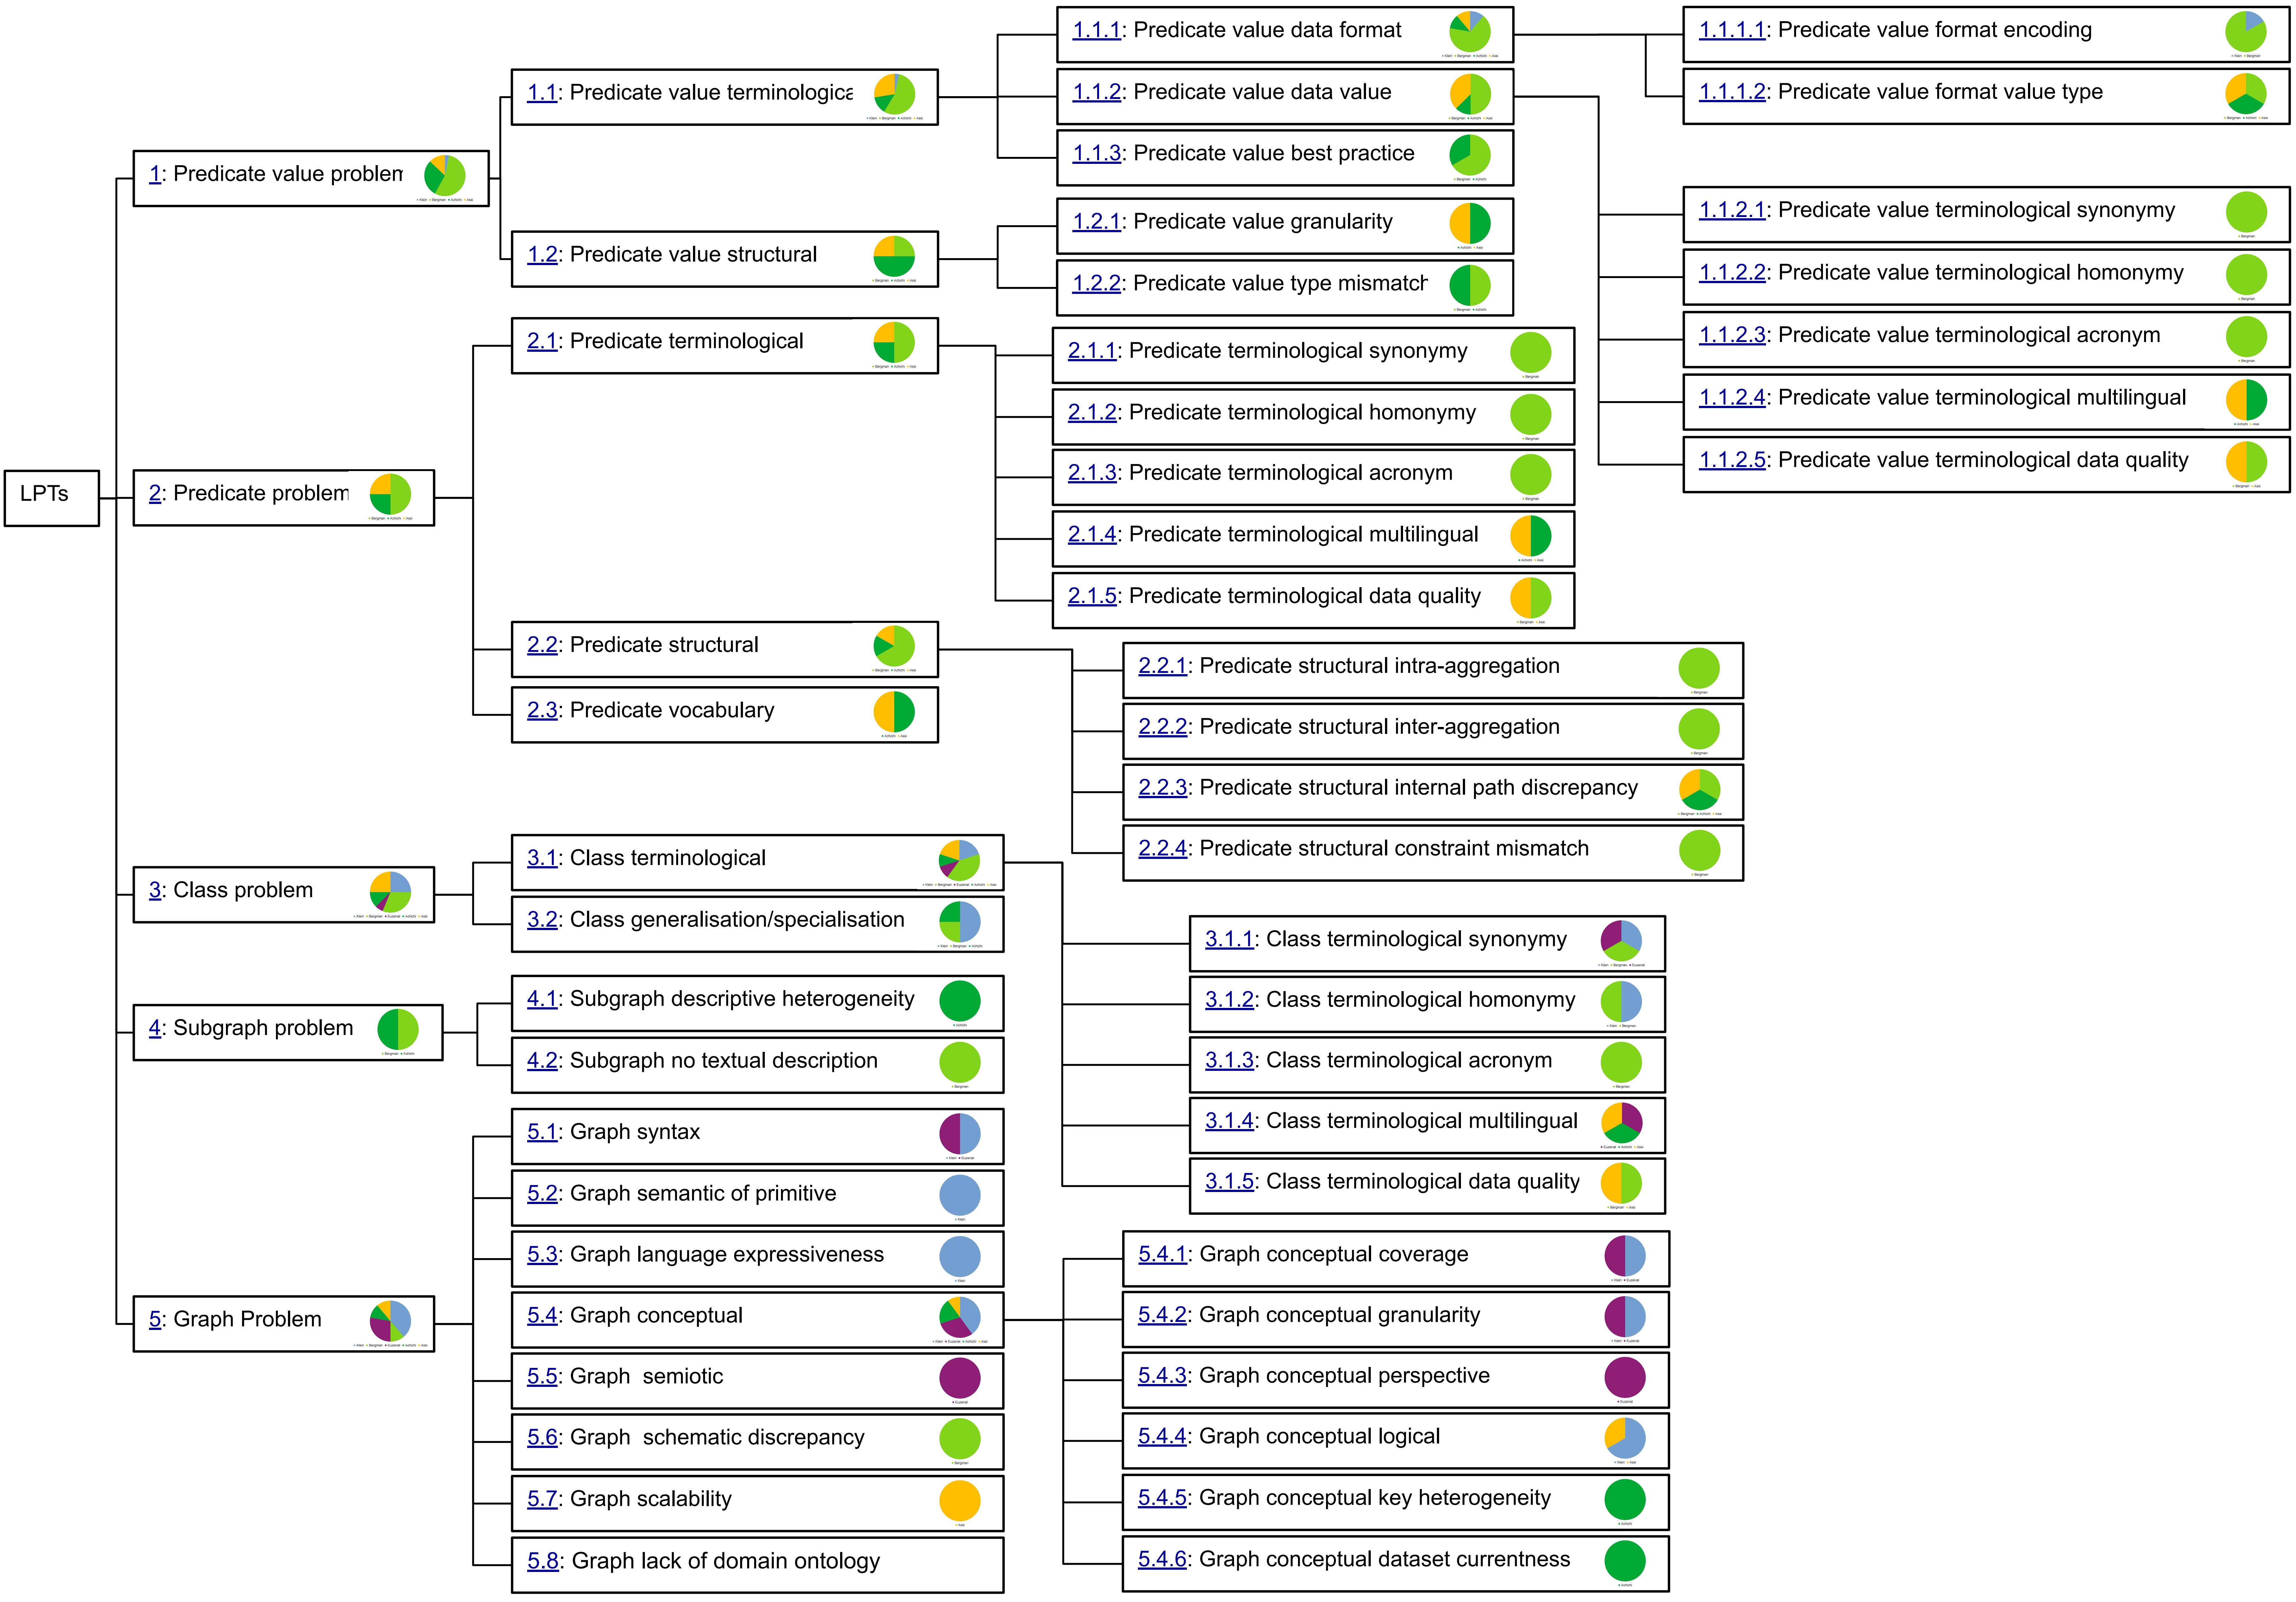 LPTs
1: Predicate value problem
1.1: Predicate value terminologica
1.1.1: Predicate value data format
1.1.1.1: Predicate value format encoding
1.1.1.2: Predicate value format value type
1.1.2: Predicate value data value
1.1.2.1: Predicate value terminological synonymy
1.1.2.2: Predicate value terminological homonymy
1.1.2.3: Predicate value terminological acronym
1.1.2.4: Predicate value terminological multilingual
1.1.2.5: Predicate value terminological data quality
1.1.3: Predicate value best practice
1.2: Predicate value structural
1.2.1: Predicate value granularity
1.2.2: Predicate value type mismatch
2: Predicate problem
2.1: Predicate terminological
2.1.1: Predicate terminological synonymy
2.1.2: Predicate terminological homonymy
2.1.3: Predicate terminological acronym
2.1.4: Predicate terminological multilingual
2.1.5: Predicate terminological data quality
2.2: Predicate structural
2.2.1: Predicate structural intra-aggregation
2.2.2: Predicate structural inter-aggregation
2.2.3: Predicate structural internal path discrepancy
2.2.4: Predicate structural constraint mismatch
2.3: Predicate vocabulary
3: Class problem
3.1: Class terminological
3.1.1: Class terminological synonymy
3.1.2: Class terminological homonymy
3.1.3: Class terminological acronym
3.1.4: Class terminological multilingual
3.1.5: Class terminological data quality
3.2: Class generalisation/specialisation
4: Subgraph problem
4.1: Subgraph descriptive heterogeneity
4.2: Subgraph no textual description
5: Graph Problem
5.1: Graph syntax
5.2: Graph semantic of primitive
5.3: Graph language expressiveness
5.4: Graph conceptual
5.4.1: Graph conceptual coverage
5.4.2: Graph conceptual granularity
5.4.3: Graph conceptual perspective
5.4.4: Graph conceptual logical
5.4.5: Graph conceptual key heterogeneity
5.4.6: Graph conceptual dataset currentness
5.5: Graph semiotic
5.6: Graph schematic discrepancy
5.7: Graph scalability
5.8: Graph lack of domain ontology